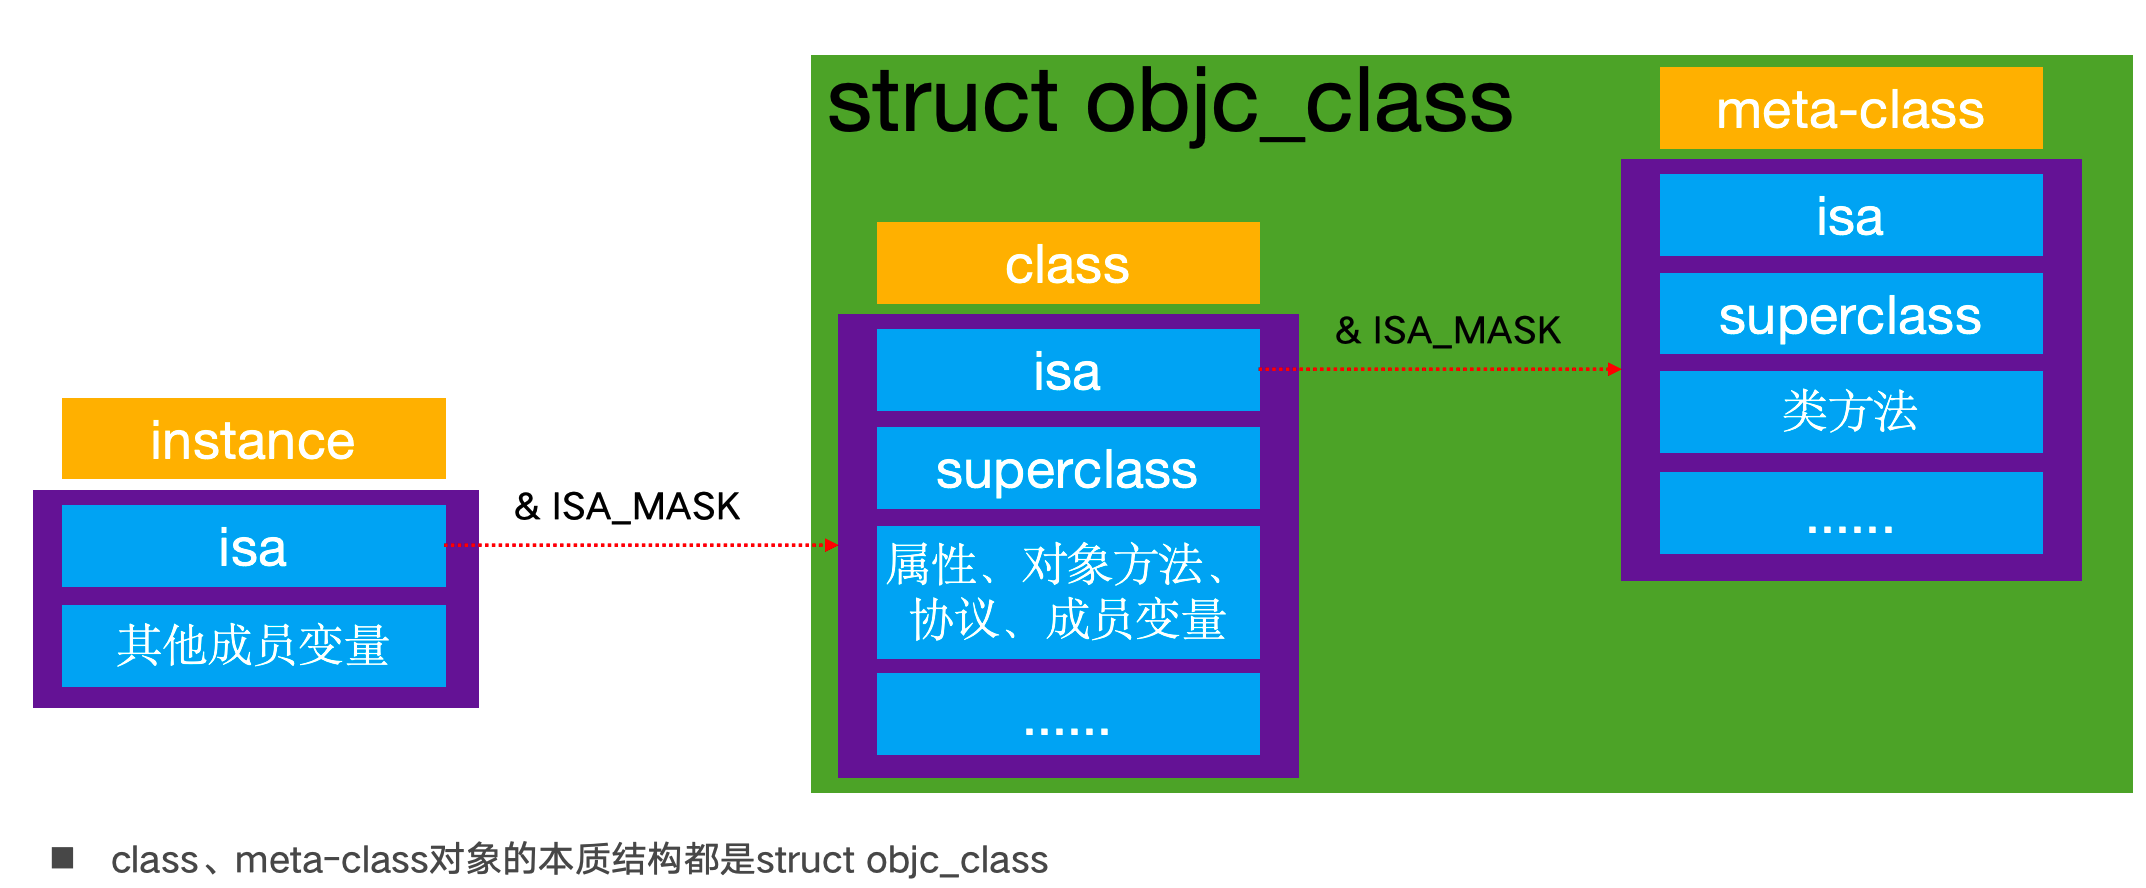 struct objc_class
instance
isa
其他成员变量
& ISA_MASK
class
isa
superclass
属性、对象方法、
协议、成员变量
......
& ISA_MASK
meta-class
isa
superclass
类方法
......
■ class、meta-class对象的本质结构都是struct objc_class